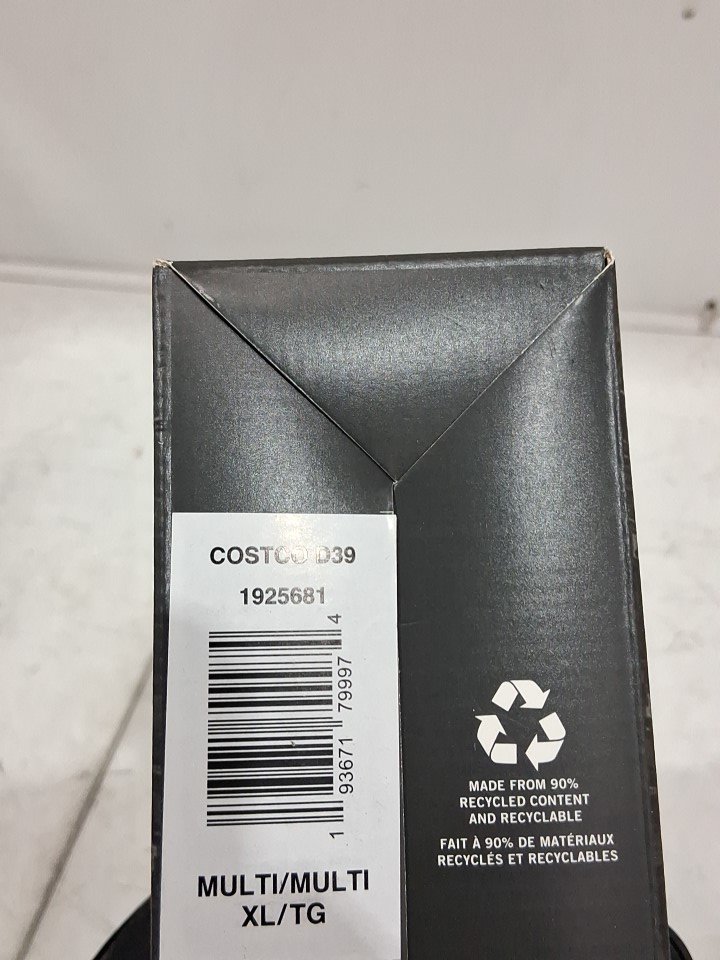 COSTCO D39
1925681
1 93671 79997 4
MULTI/MULTI
XL/TG
MADE FROM 90%
RECYCLED CONTENT
AND RECYCLABLE
FAIT À 90% DE MATÉRIAUX
RECYCLÉS ET RECYCLABLES